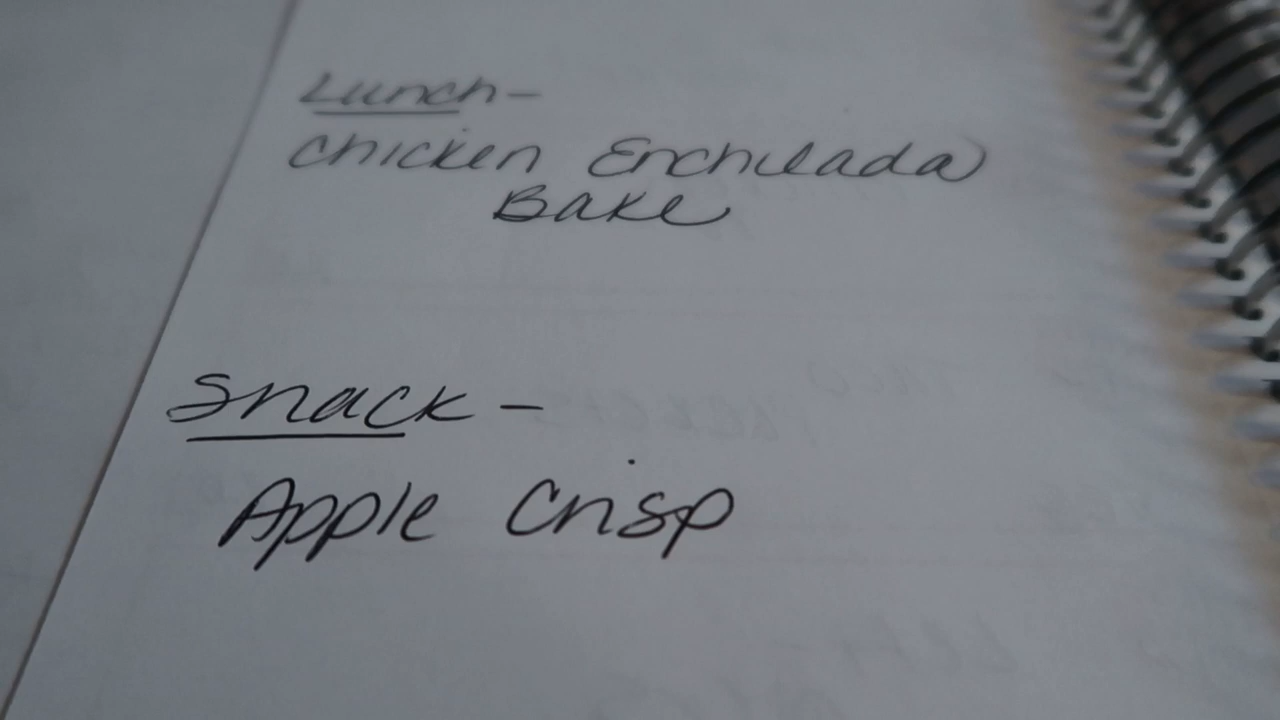 Lunch-
Chicken Enchilada
Bake
Snack-
Apple Crisp